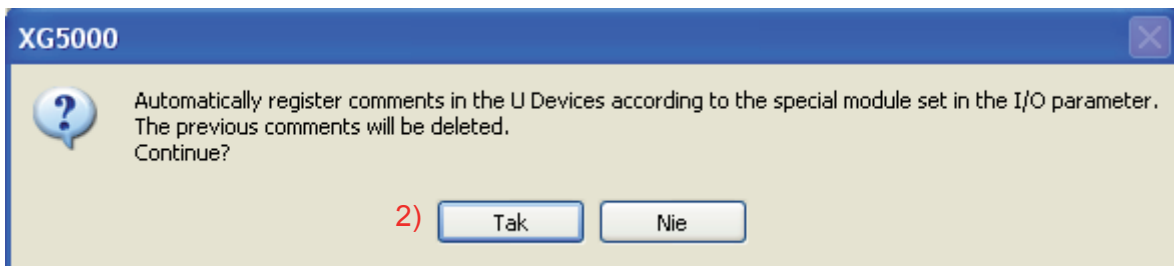 XG5000
Automatically register comments in the U Devices according to the special module set in the I/O parameter.
The previous comments will be deleted.
Continue?
2) Tak Nie